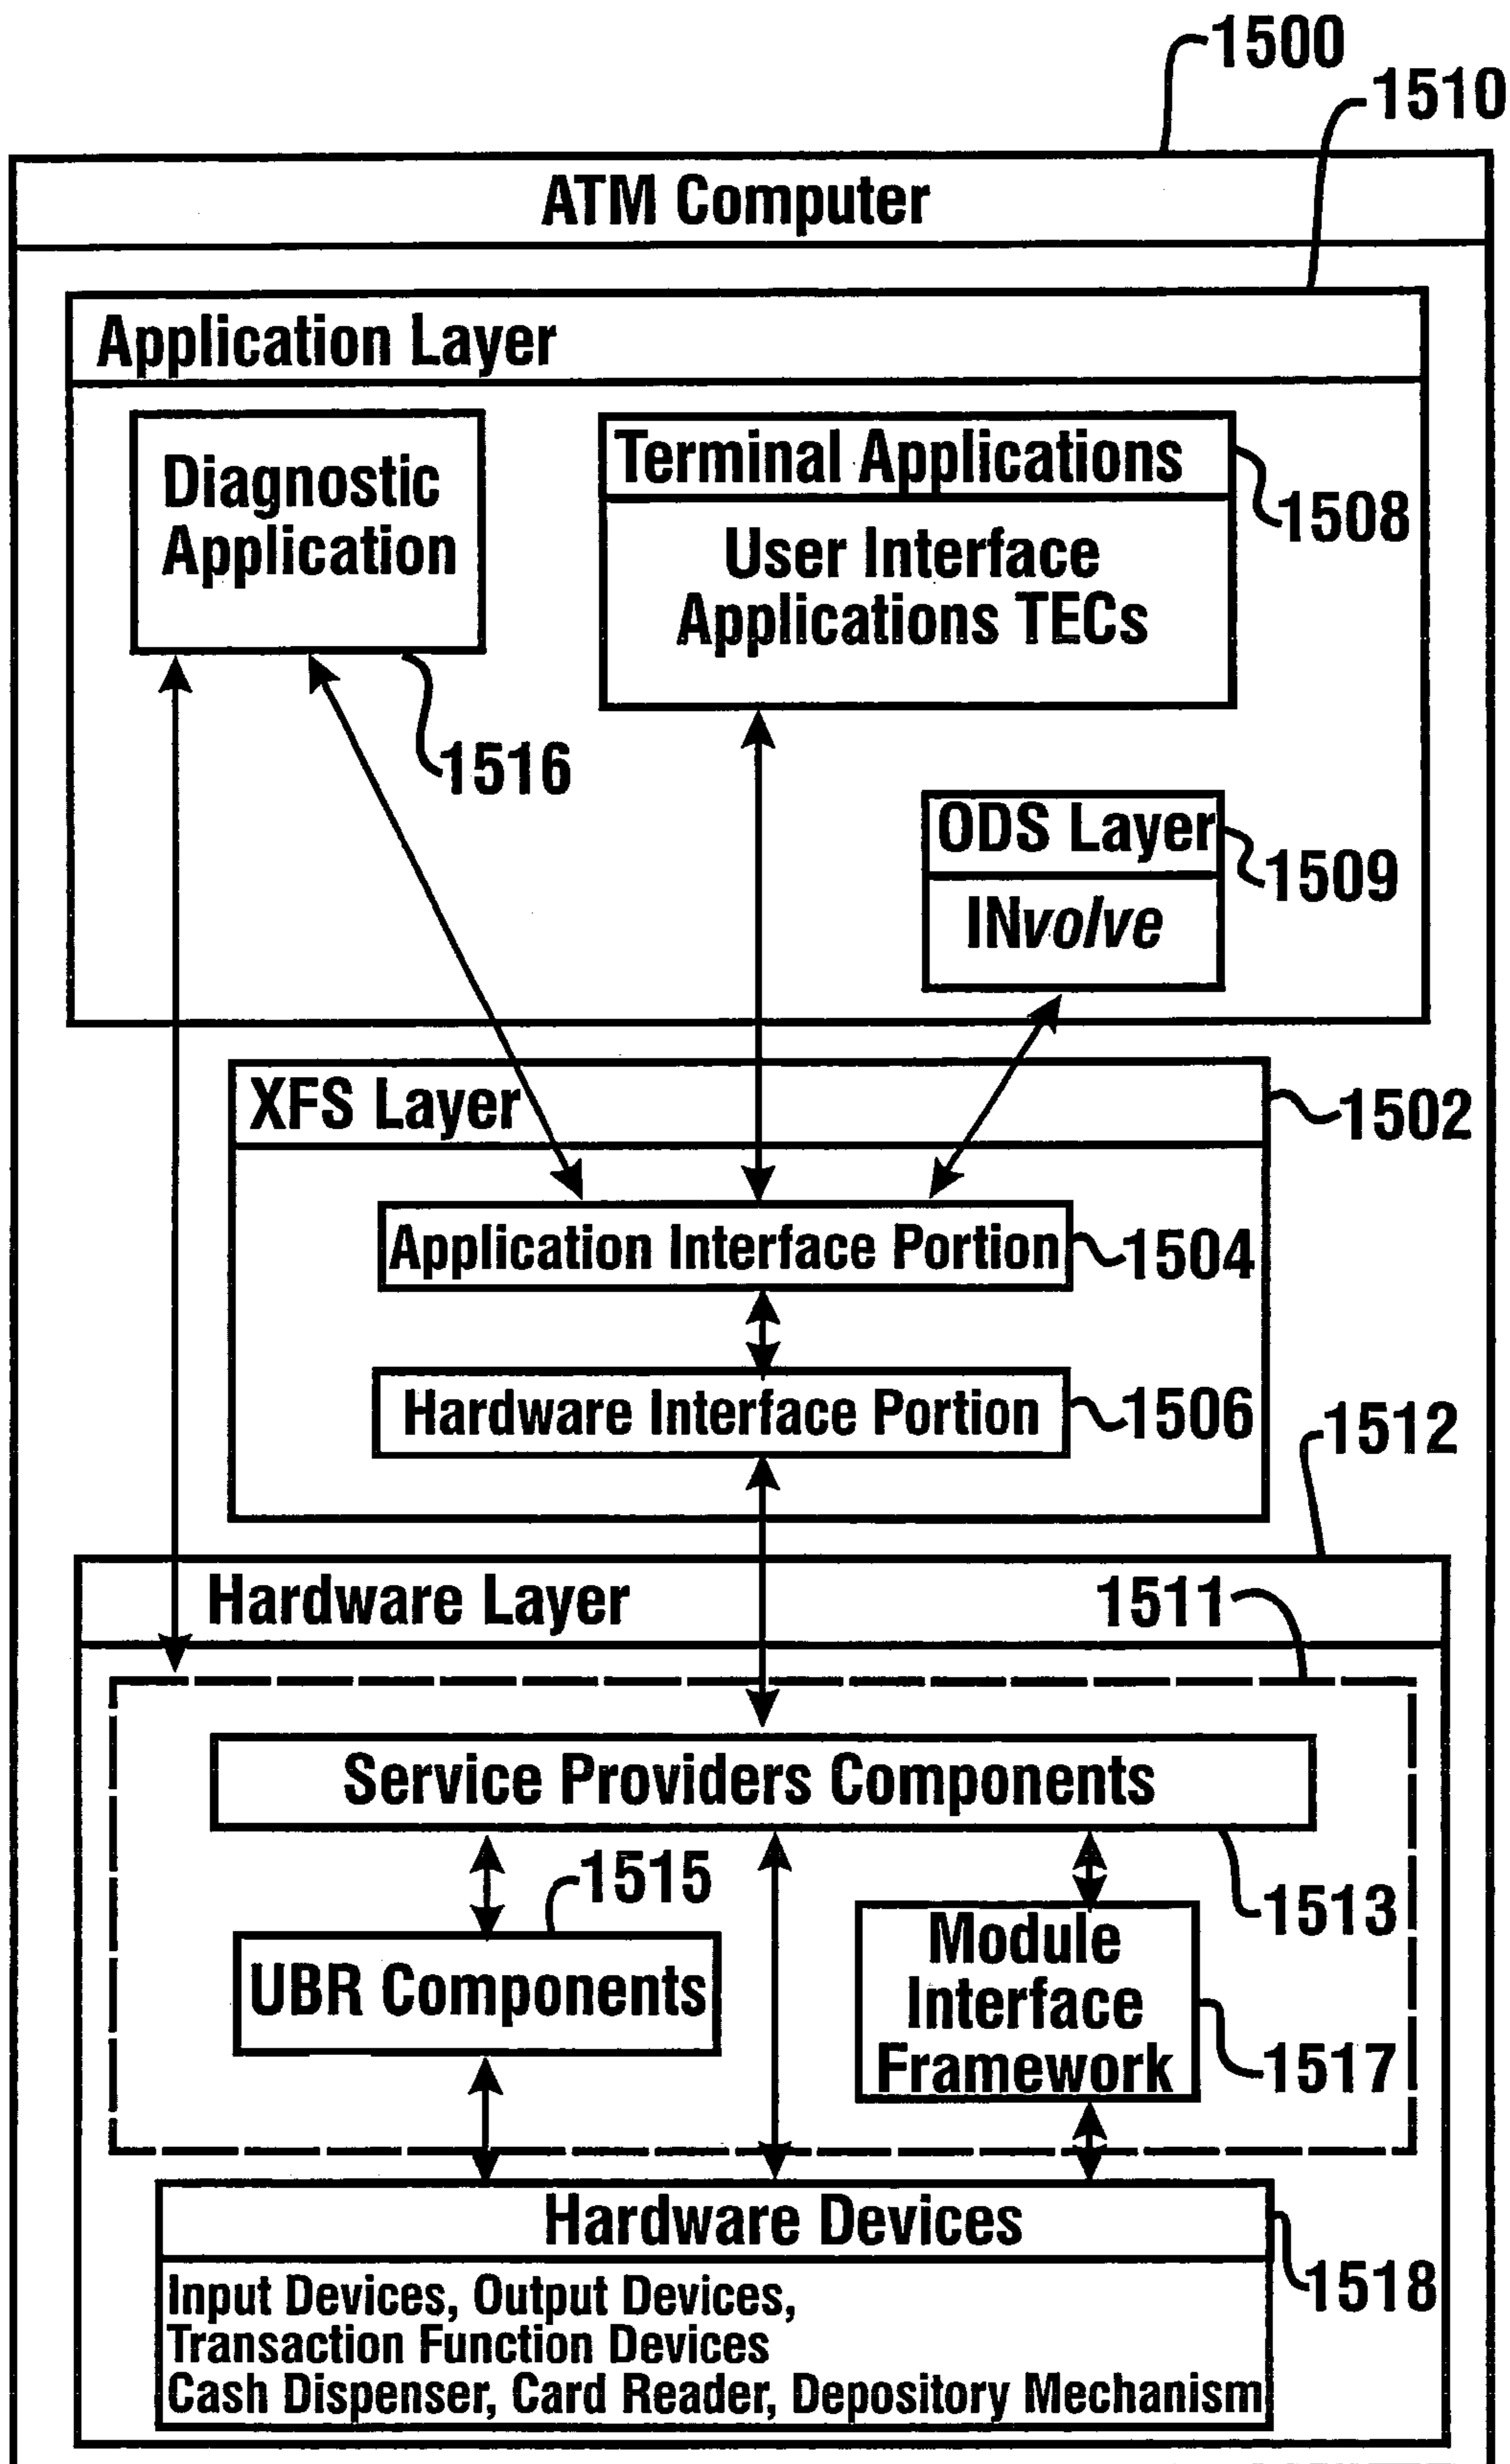 1500
1510
ATM Computer
Application Layer
Diagnostic
Application
Terminal Applications
1508
User Interface
Applications TECs
1516
ODS Layer
1509
INvolve
XFS Layer
1502
Application Interface Portion
1504
Hardware Interface Portion
1506
1512
Hardware Layer
1511
Service Providers Components
1515
1513
UBR Components
Module
Interface
Framework
1517
Hardware Devices
1518
Input Devices, Output Devices,
Transaction Function Devices
Cash Dispenser, Card Reader, Depository Mechanism